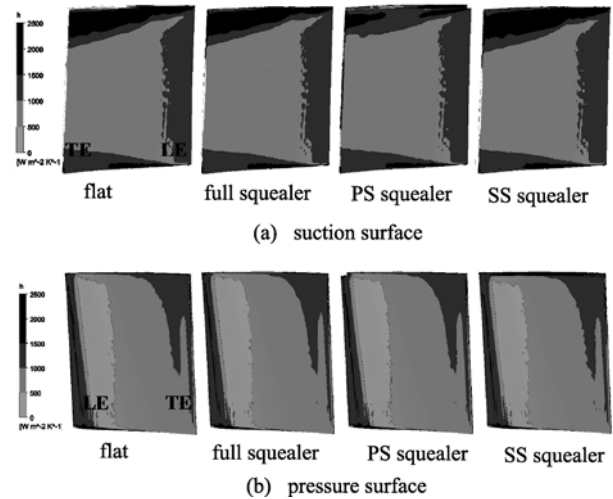 h
2500
2000
1500
1000
500
0
[W m^-2 K^-1
TE LE
flat full squealer PS squealer SS squealer
(a) suction surface
h
2500
2000
1500
1000
500
0
[W m^-2 K^-1
LE TE
flat full squealer PS squealer SS squealer
(b) pressure surface